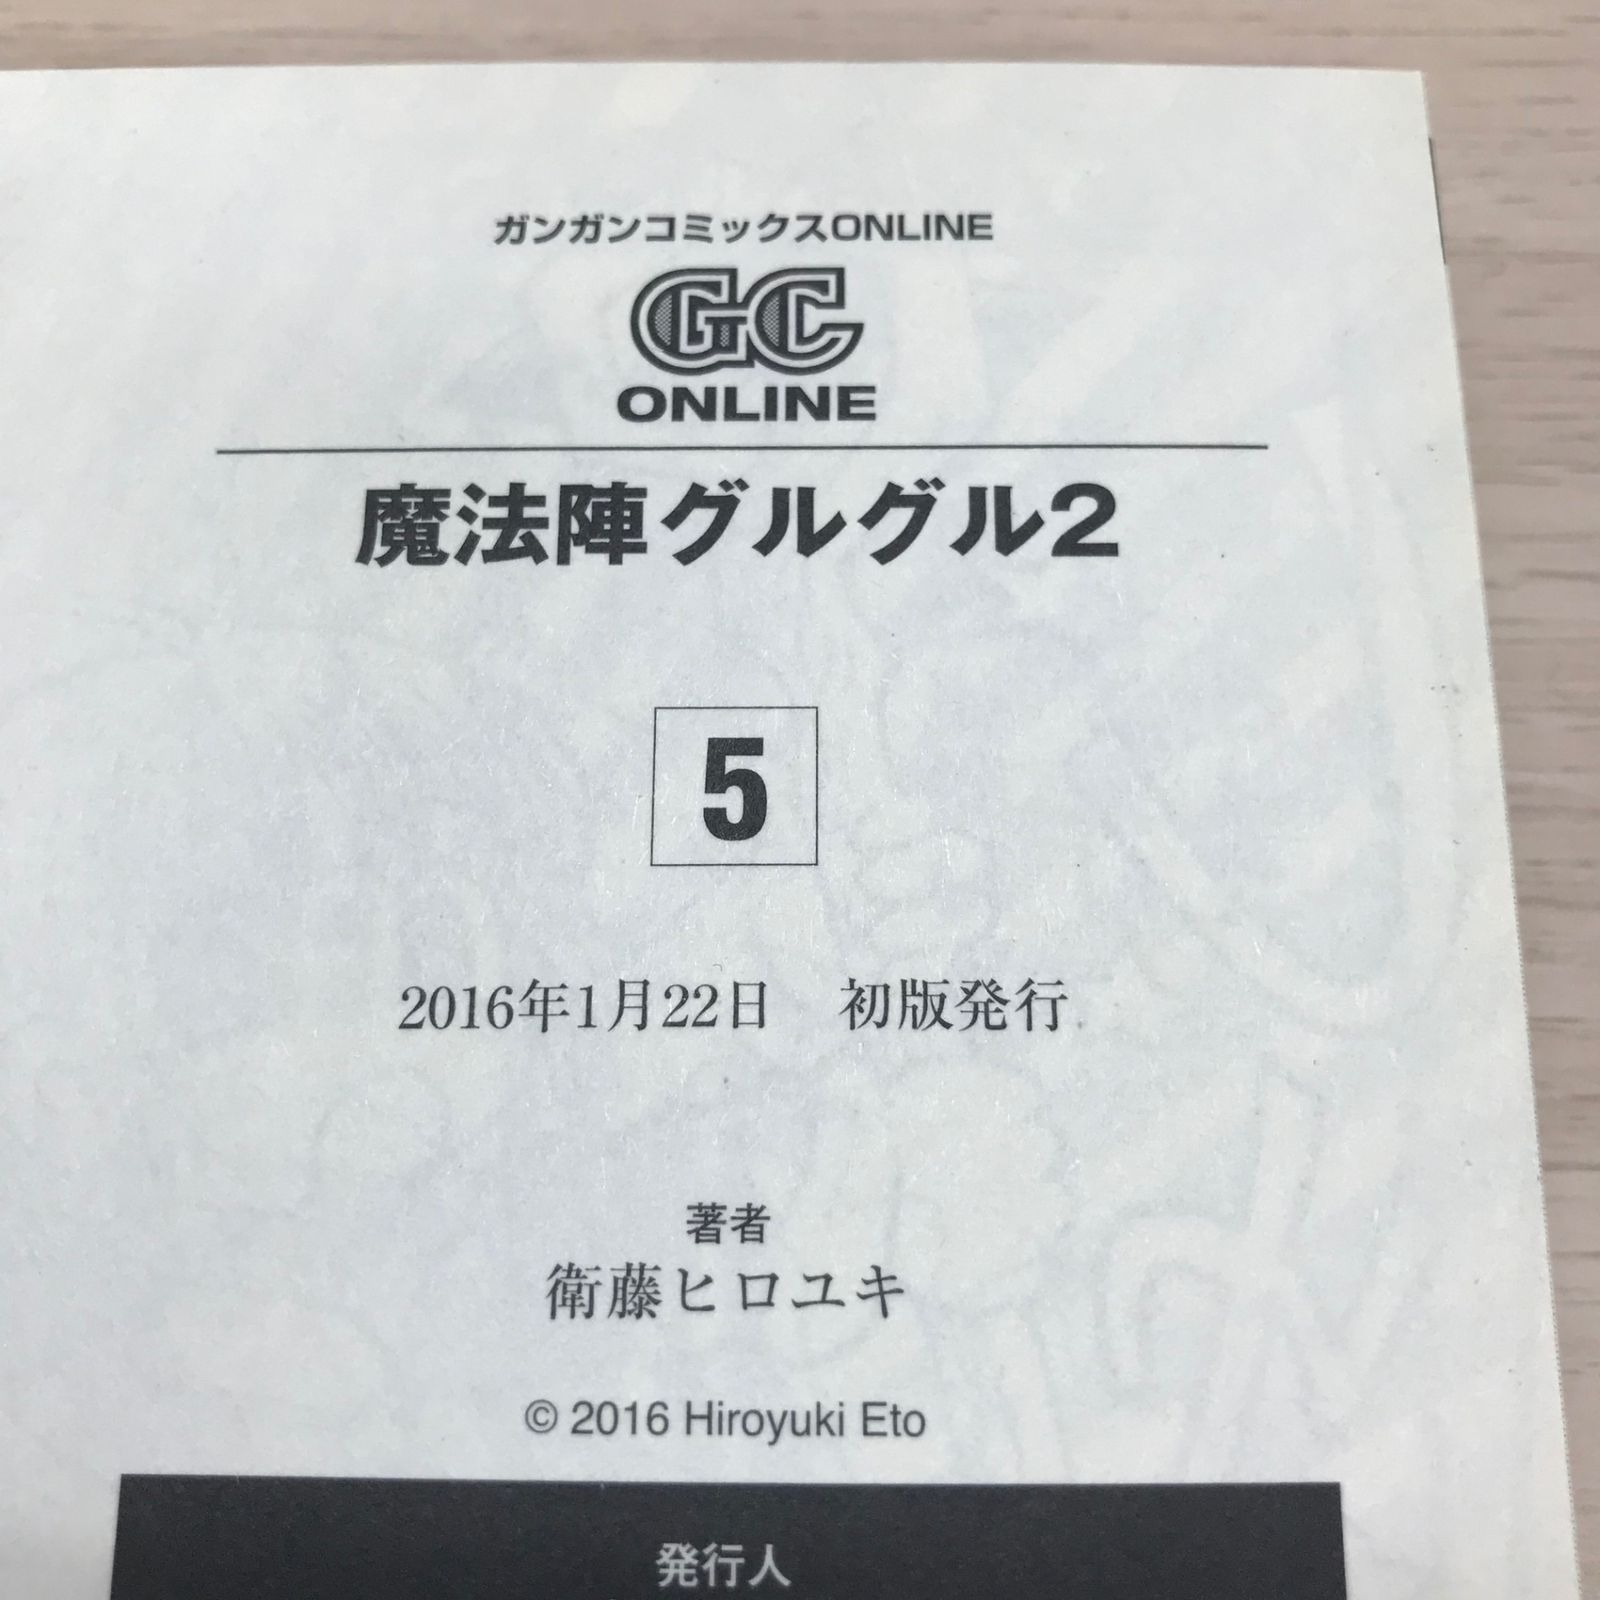 ガンガンコミックスONLINE
GC
ONLINE
魔法陣グルグル2
5
2016年1月22日 初版発行
著者
衛藤ヒロユキ
© 2016 Hiroyuki Eto
発行人